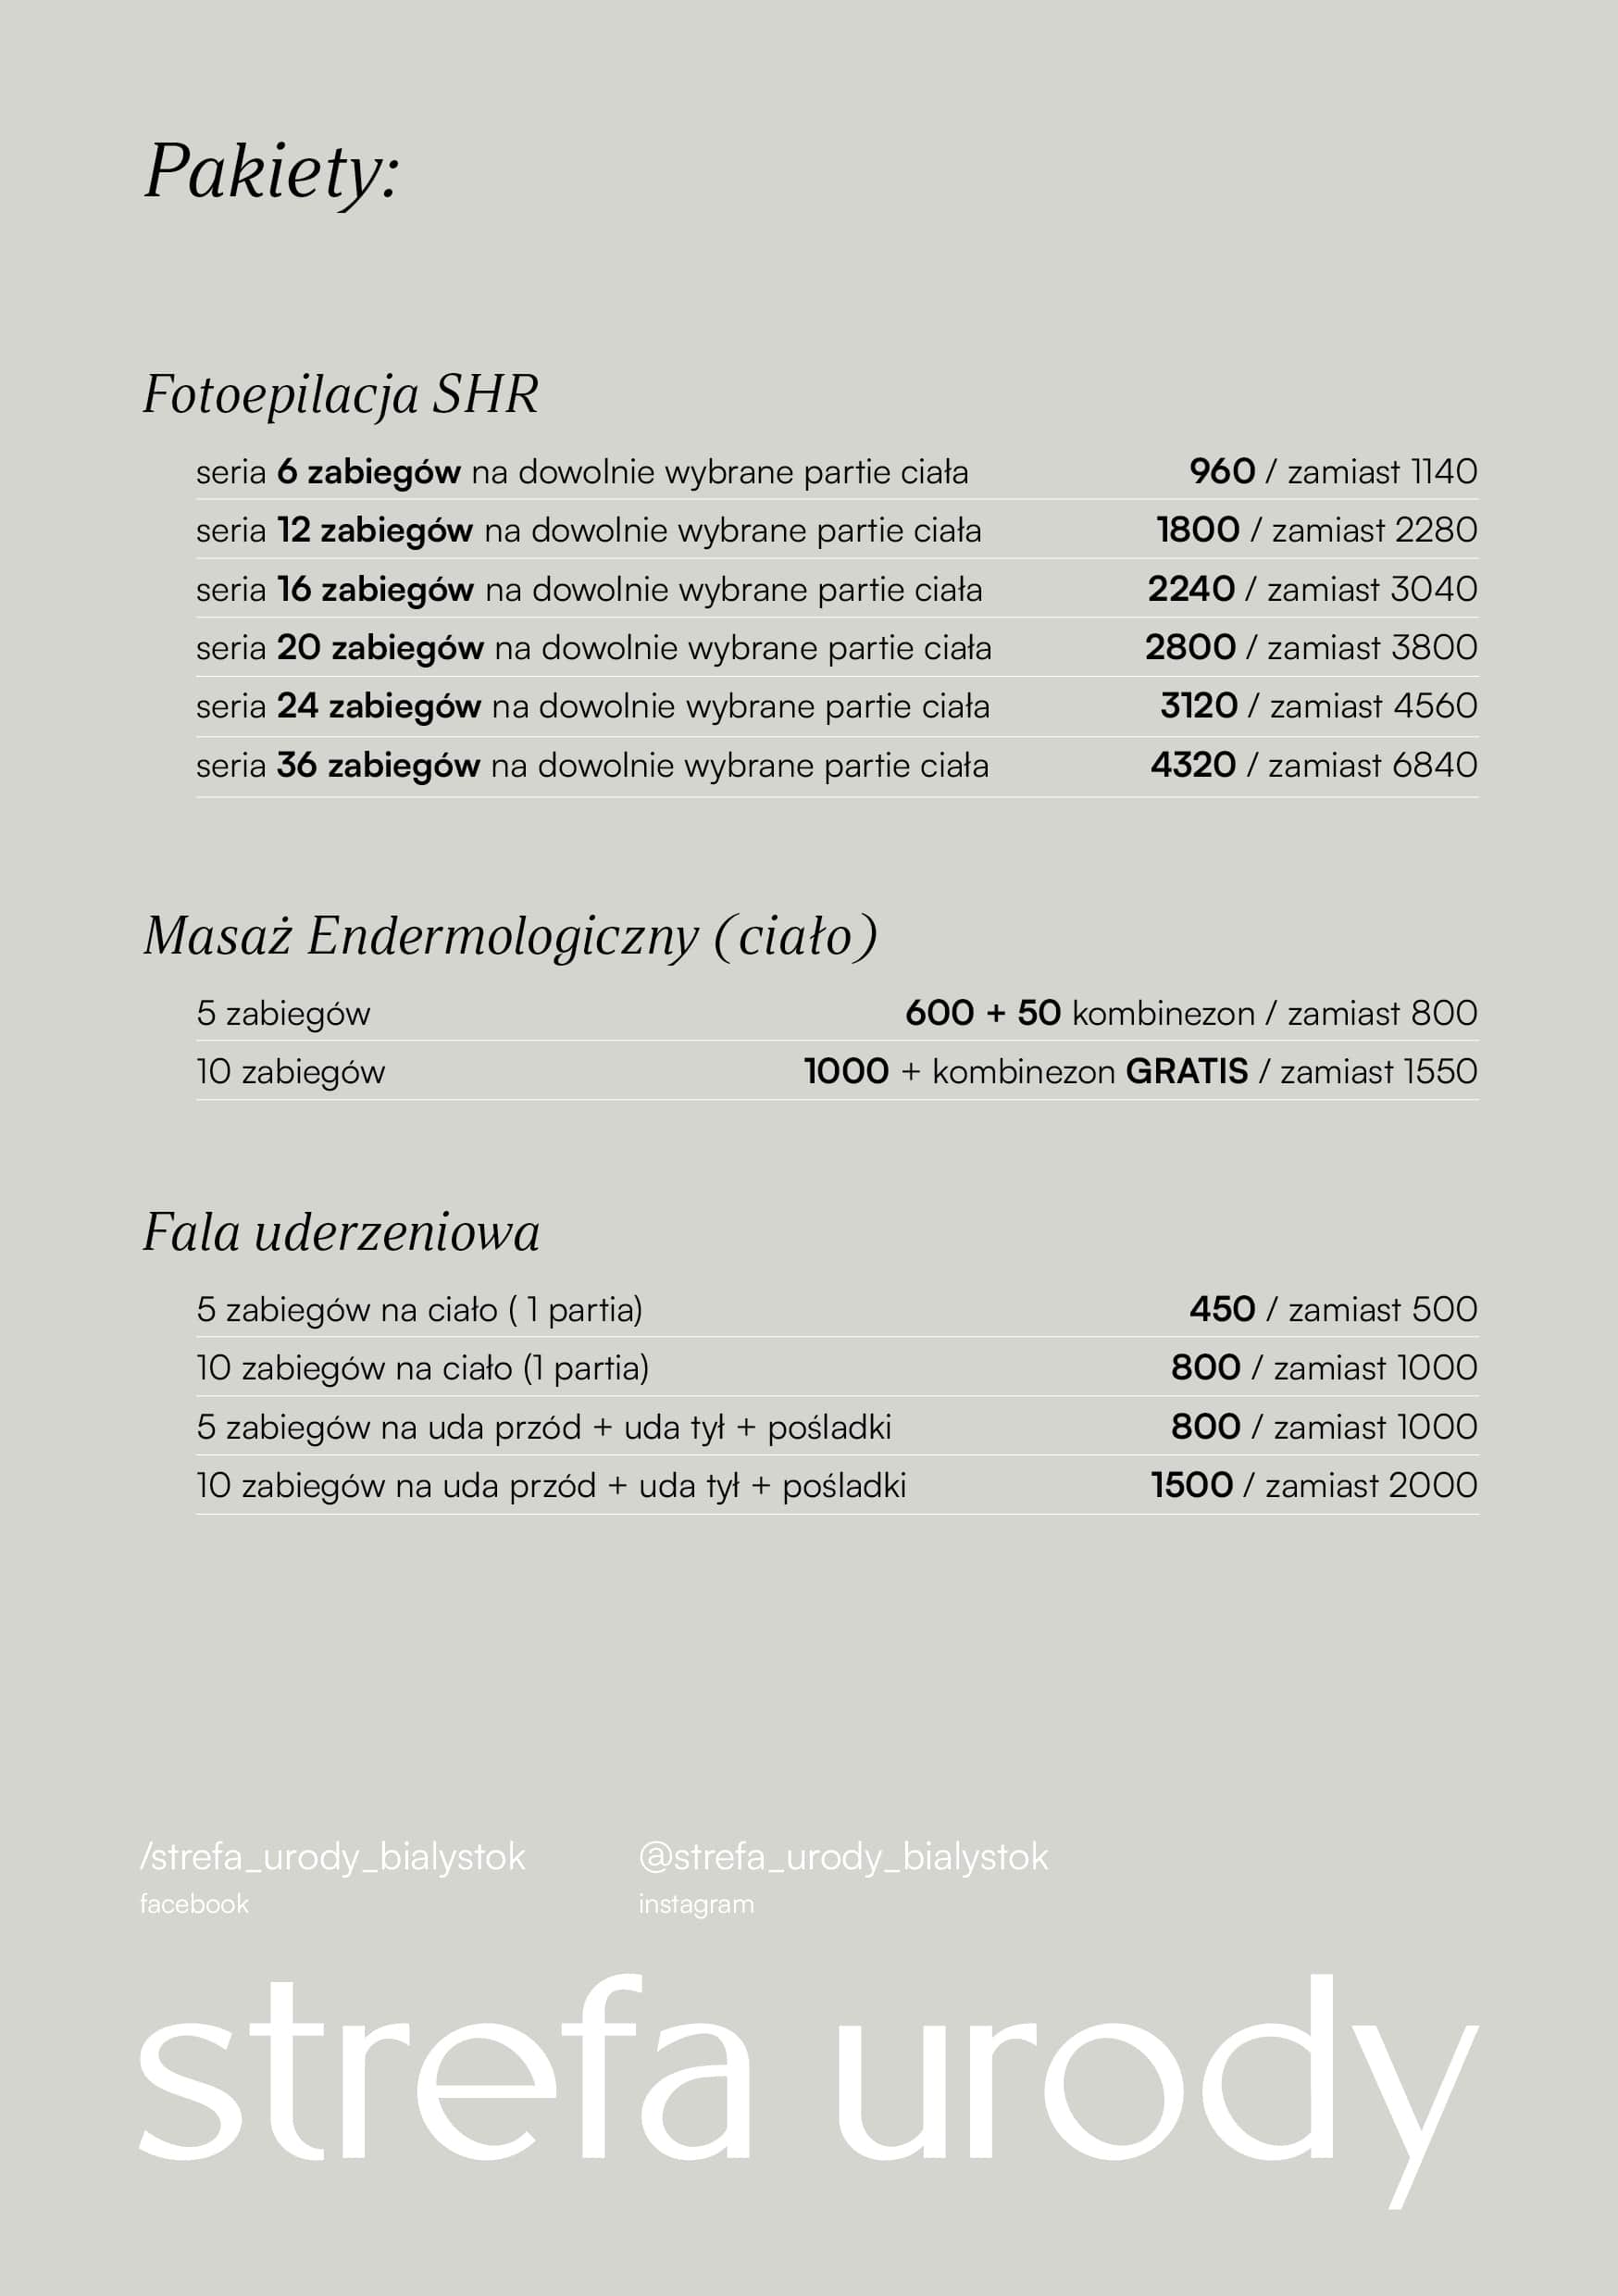 Pakiety:
Fotoepilacja SHR
seria 6 zabiegów na dowolnie wybrane partie ciała 960 / zamiast 1140
seria 12 zabiegów na dowolnie wybrane partie ciała 1800 / zamiast 2280
seria 16 zabiegów na dowolnie wybrane partie ciała 2240 / zamiast 3040
seria 20 zabiegów na dowolnie wybrane partie ciała 2800 / zamiast 3800
seria 24 zabiegów na dowolnie wybrane partie ciała 3120 / zamiast 4560
seria 36 zabiegów na dowolnie wybrane partie ciała 4320 / zamiast 6840
Masaż Endermologiczny (ciało)
5 zabiegów 600 + 50 kombinezon / zamiast 800
10 zabiegów 1000 + kombinezon GRATIS / zamiast 1550
Fala uderzeniowa
5 zabiegów na ciało ( 1 partia) 450 / zamiast 500
10 zabiegów na ciało (1 partia) 800 / zamiast 1000
5 zabiegów na uda przód + uda tył + pośladki 800 / zamiast 1000
10 zabiegów na uda przód + uda tył + pośladki 1500 / zamiast 2000
/strefa_urody_bialystok @strefa_urody_bialystok
facebook instagram
strefa urody